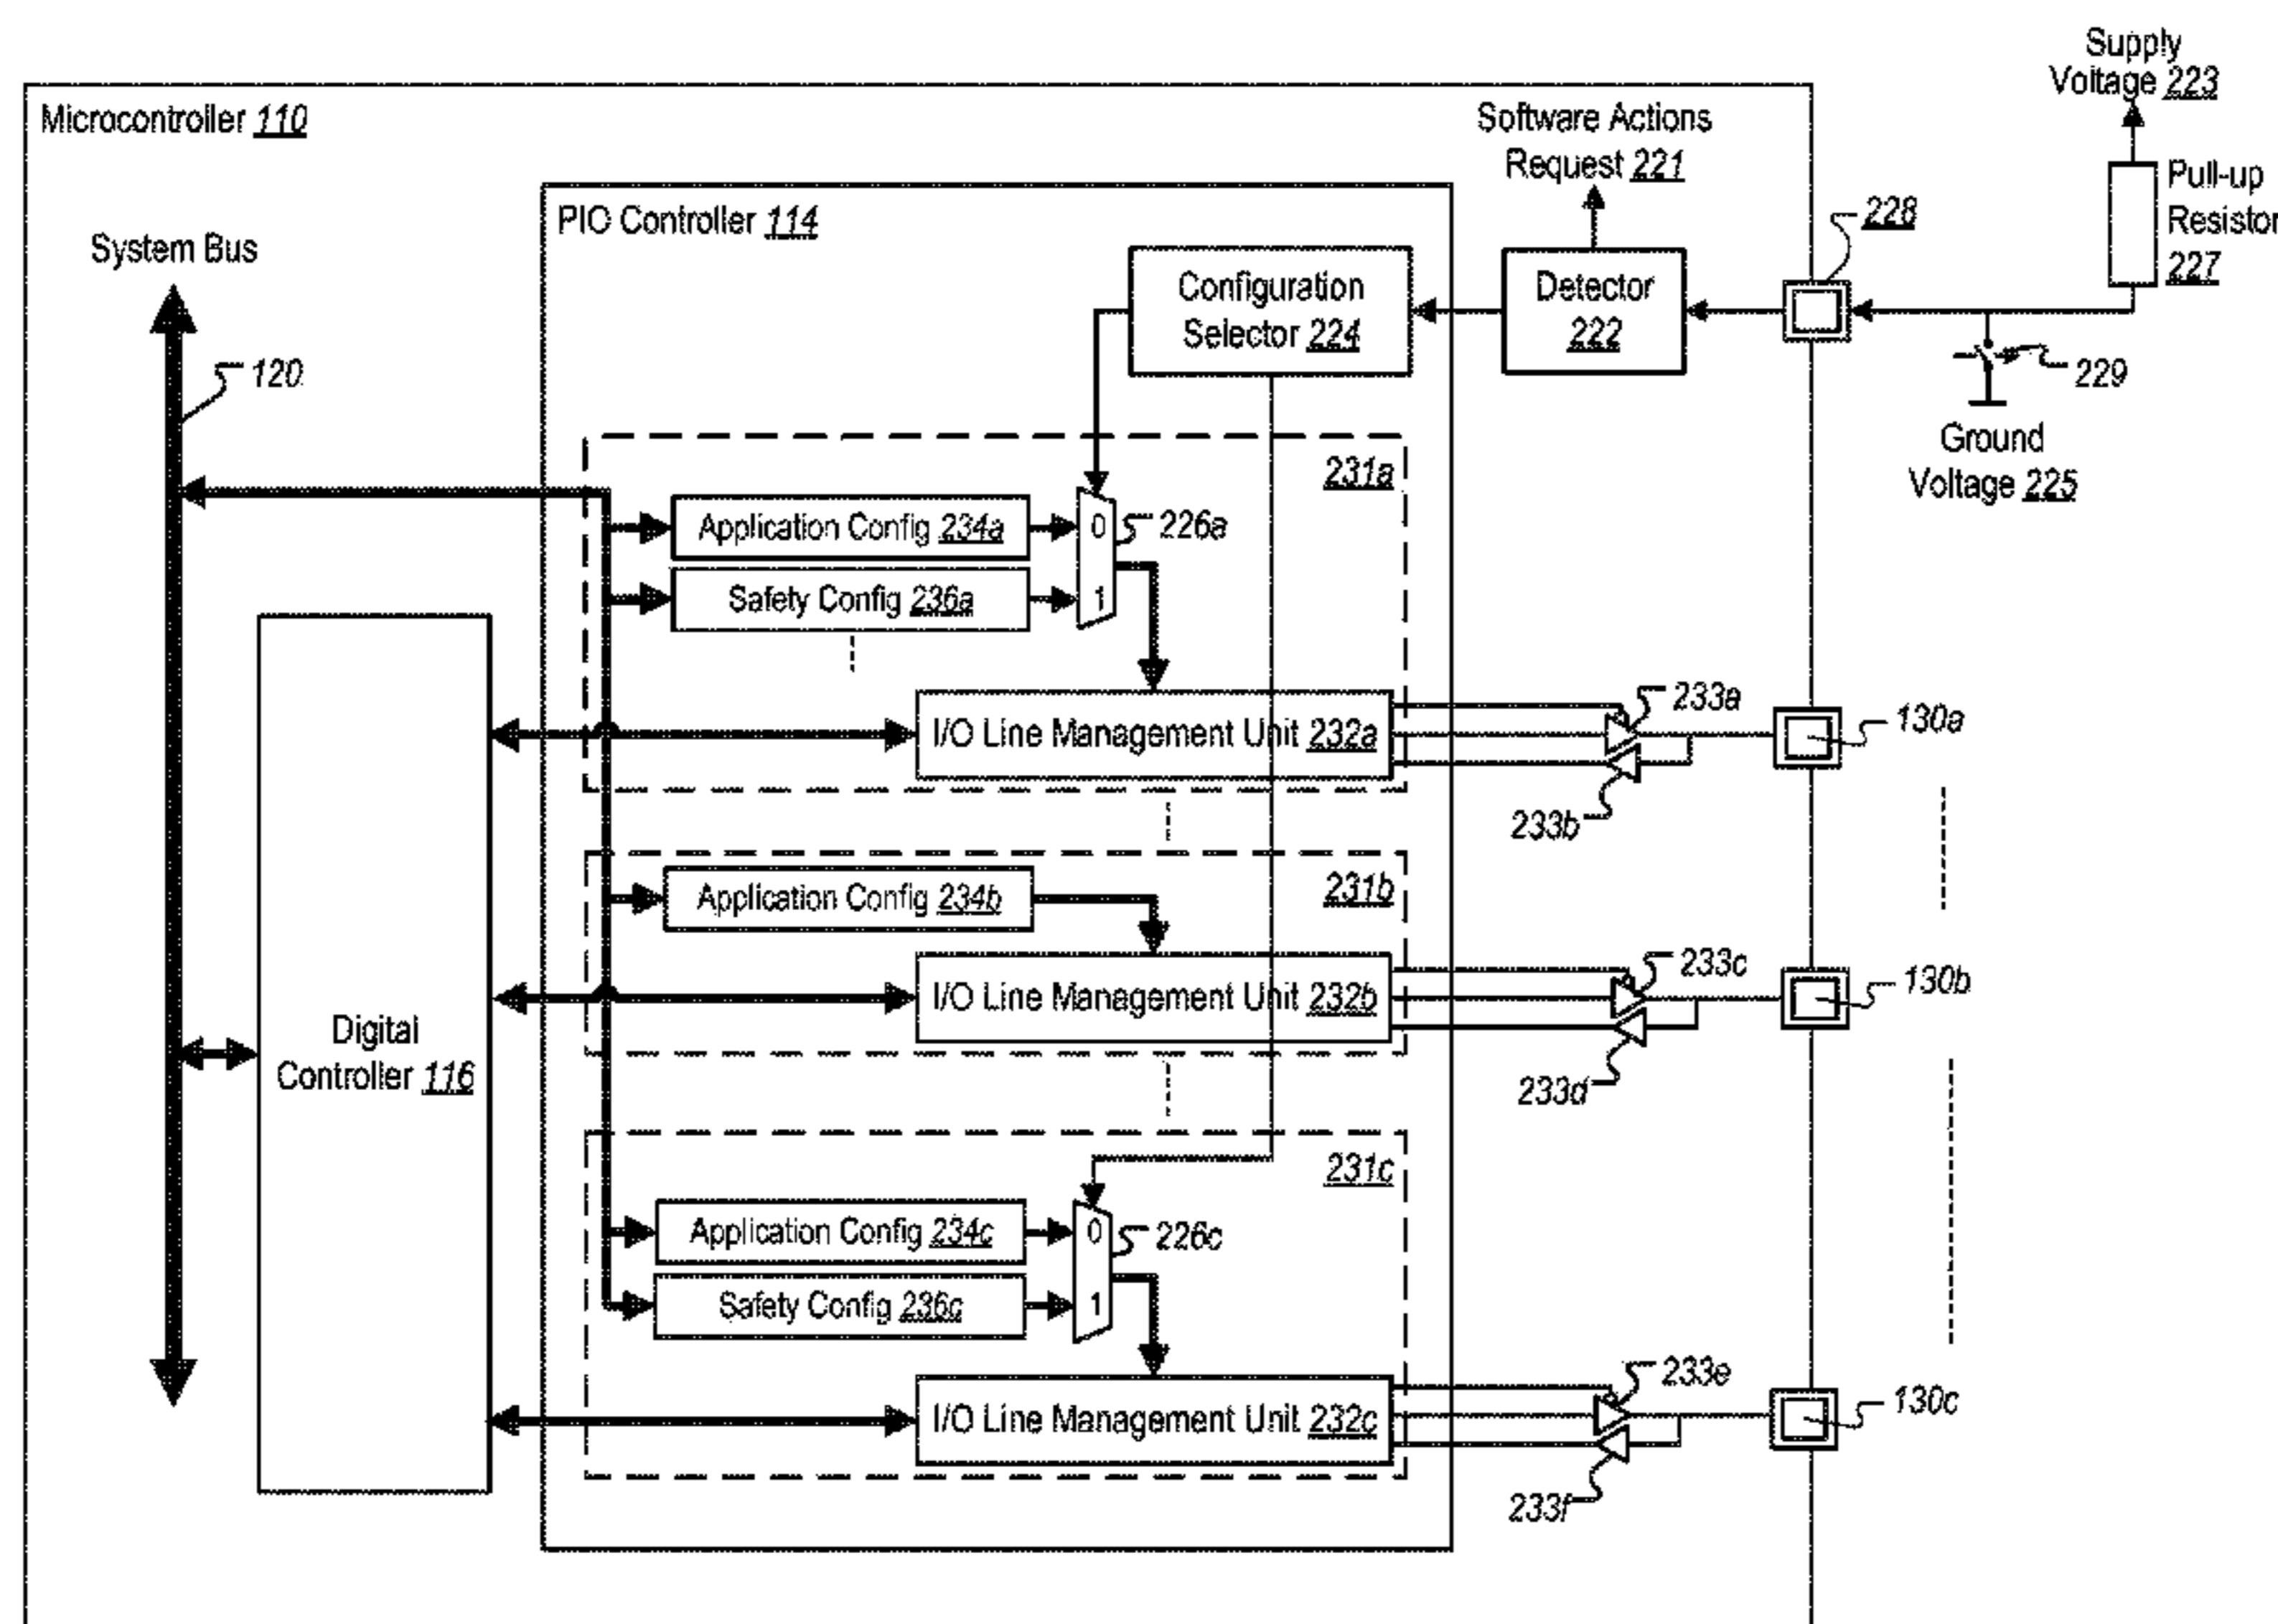 Supply
Voltage 223
Microcontroller 110
Software Actions
Request 221
Pull-up
Resistor
227
PIO Controller 114
228
System Bus
Configuration
Selector 224
Detector
222
120
229
Ground
Voltage 225
231a
Application Config 234a
0
226a
Safety Config 236a
1
233a
I/O Line Management Unit 232a
130a
233b
231b
Application Config 234b
233c
I/O Line Management Unit 232b
130b
Digital
Controller 116
233d
231c
Application Config 234c
0
226c
Safety Config 236c
1
233e
I/O Line Management Unit 232c
130c
233f